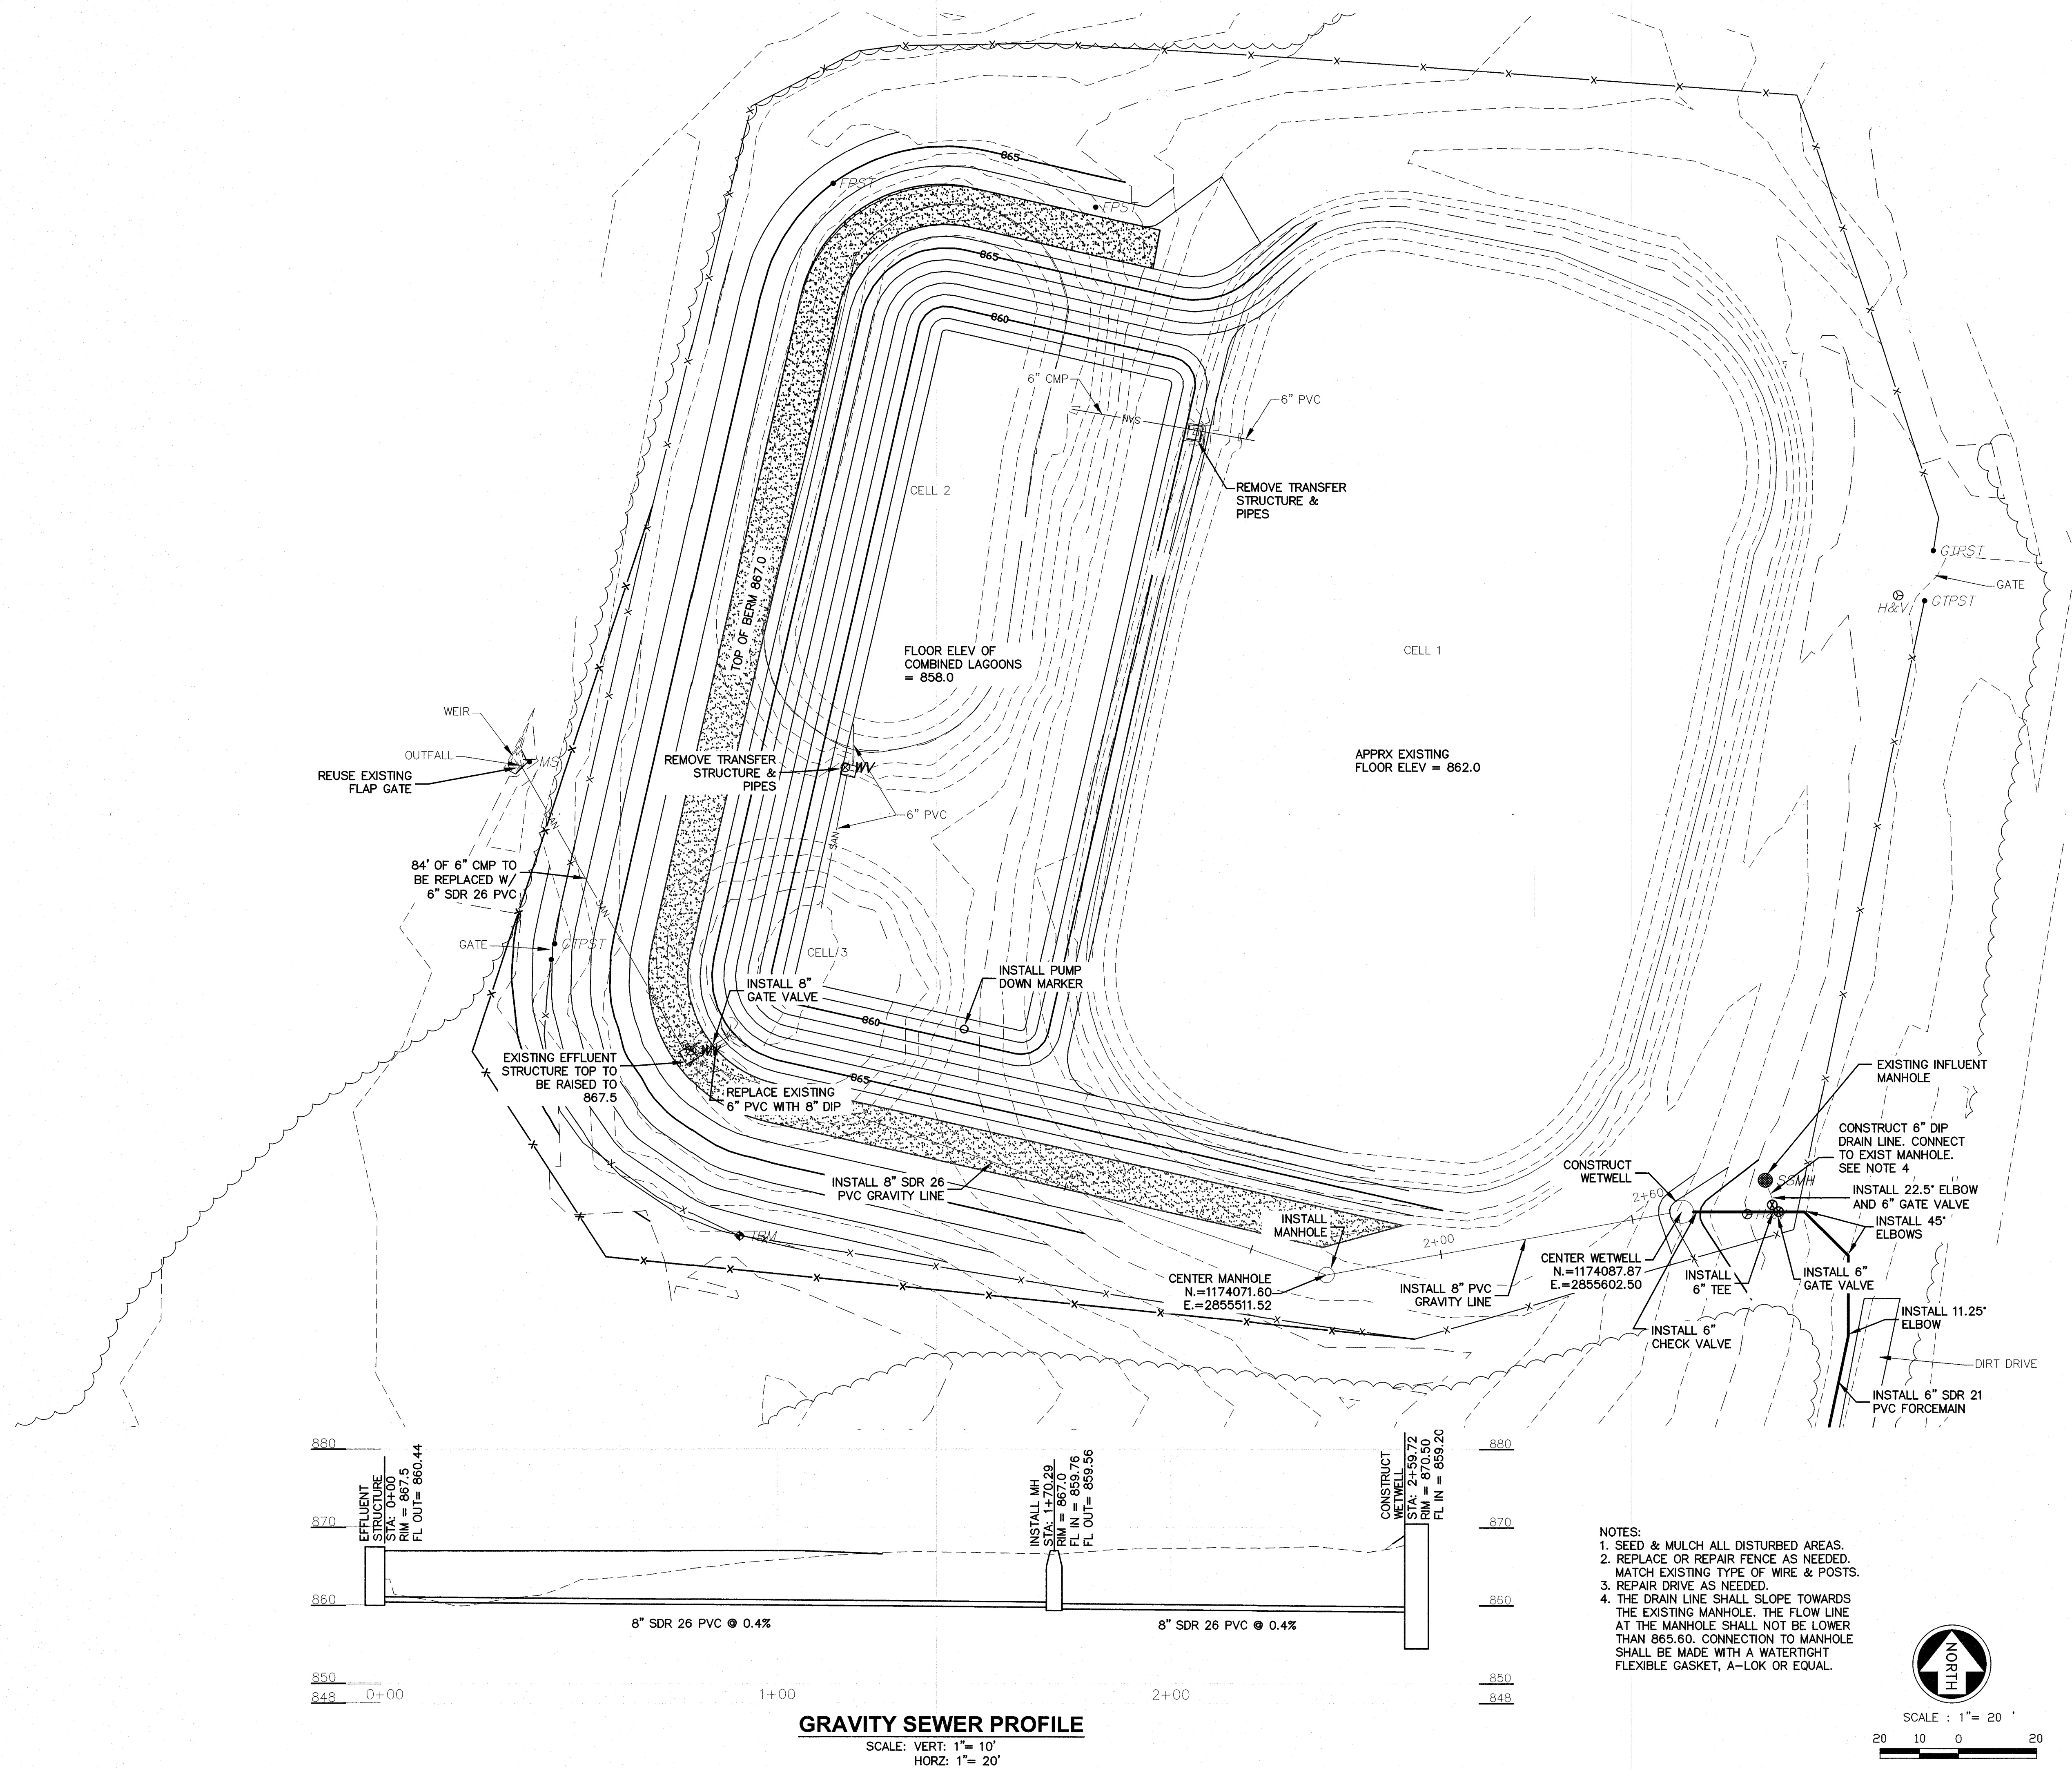 865
FPST
FPST
865
860
6" CMP
SAN
6" PVC
CELL 2
REMOVE TRANSFER
STRUCTURE &
PIPES
GTPST
GATE
H&V
GTPST
TOP OF BERM 867.0
FLOOR ELEV OF
COMBINED LAGOONS
= 858.0
CELL 1
WEIR
OUTFALL
MS
REUSE EXISTING
FLAP GATE
REMOVE TRANSFER
STRUCTURE &
PIPES
WV
APPRX EXISTING
FLOOR ELEV = 862.0
6" PVC
SAN
SAN
84' OF 6" CMP TO
BE REPLACED W/
6" SDR 26 PVC
SAN
GATE
GTPST
CELL 3
INSTALL PUMP
DOWN MARKER
INSTALL 8"
GATE VALVE
860
WV
EXISTING EFFLUENT
STRUCTURE TOP TO
BE RAISED TO
867.5
865
REPLACE EXISTING
6" PVC WITH 8" DIP
EXISTING INFLUENT
MANHOLE
CONSTRUCT 6" DIP
DRAIN LINE. CONNECT
TO EXIST MANHOLE.
SEE NOTE 4
CONSTRUCT
WETWELL
SSMH
INSTALL 8" SDR 26
PVC GRAVITY LINE
2+60
INSTALL 22.5° ELBOW
AND 6" GATE VALVE
INSTALL
MANHOLE
INSTALL 45°
ELBOWS
TBM
2+00
CENTER WETWELL
N.=1174087.87
E.=2855602.50
CENTER MANHOLE
N.=1174071.60
E.=2855511.52
INSTALL 8" PVC
GRAVITY LINE
INSTALL
6" TEE
INSTALL 6"
GATE VALVE
INSTALL 11.25°
ELBOW
INSTALL 6"
CHECK VALVE
DIRT DRIVE
INSTALL 6" SDR 21
PVC FORCEMAIN
880
870
860
850
848
EFFLUENT
STRUCTURE
STA: 0+00
RIM = 867.5
FL OUT= 860.44
INSTALL MH
STA: 1+70.29
RIM = 867.0
FL IN = 859.76
FL OUT= 859.56
CONSTRUCT
WETWELL
STA: 2+59.72
RIM = 870.50
FL IN = 859.20
880
870
860
850
848
8" SDR 26 PVC @ 0.4%
8" SDR 26 PVC @ 0.4%
0+00
1+00
2+00
GRAVITY SEWER PROFILE
SCALE: VERT: 1"= 10'
HORZ: 1"= 20'
NOTES:
1. SEED & MULCH ALL DISTURBED AREAS.
2. REPLACE OR REPAIR FENCE AS NEEDED.
MATCH EXISTING TYPE OF WIRE & POSTS.
3. REPAIR DRIVE AS NEEDED.
4. THE DRAIN LINE SHALL SLOPE TOWARDS
THE EXISTING MANHOLE. THE FLOW LINE
AT THE MANHOLE SHALL NOT BE LOWER
THAN 865.60. CONNECTION TO MANHOLE
SHALL BE MADE WITH A WATERTIGHT
FLEXIBLE GASKET, A-LOK OR EQUAL.
NORTH
SCALE : 1"= 20 '
20 10 0 20